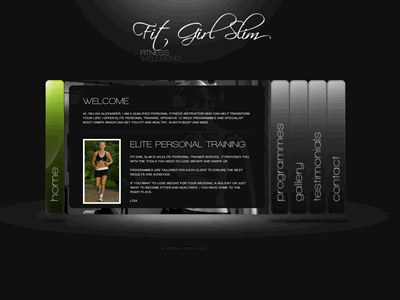 Fit Girl Slim
FITNESS
WELLBEING
home
WELCOME
HI, I'M LISA ALEXANDER. I AM A QUALIFIED PERSONAL FITNESS INSTRUCTOR WHO CAN HELP TRANSFORM
YOUR LIFE! I OFFER ELITE PERSONAL TRAINING, INTENSIVE 12 WEEK PROGRAMMES AND SPECIALIST
BOOT CAMPS WHICH CAN GET YOU FIT AND HEALTHY, IN BOTH BODY AND MIND.
ELITE PERSONAL TRAINING
FIT GIRL SLIM IS AN ELITE PERSONAL TRAINER SERVICE. IT PROVIDES YOU
WITH THE TOOLS YOU NEED TO LOSE WEIGHT AND SHAPE UP.
PROGRAMMES ARE TAILORED FOR EACH CLIENT TO ENSURE THE BEST
RESULTS ARE ACHIEVED.
IF YOU WANT TO LOSE WEIGHT FOR YOUR WEDDING, A HOLIDAY OR JUST
WANT TO BECOME FITTER AND HEALTHIER - YOU HAVE COME TO THE
RIGHT PLACE.
LISA
programmes
gallery
testimonials
contact